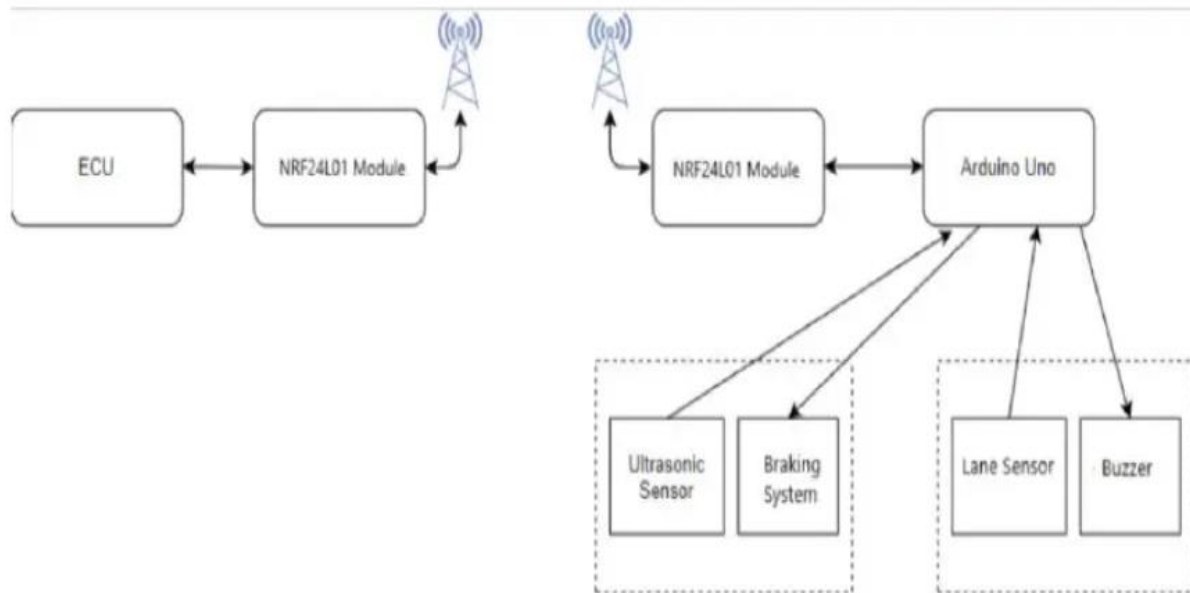 ECU
NRF24L01 Module
NRF24L01 Module
Arduino Uno
Ultrasonic
Sensor
Braking
System
Lane Sensor
Buzzer